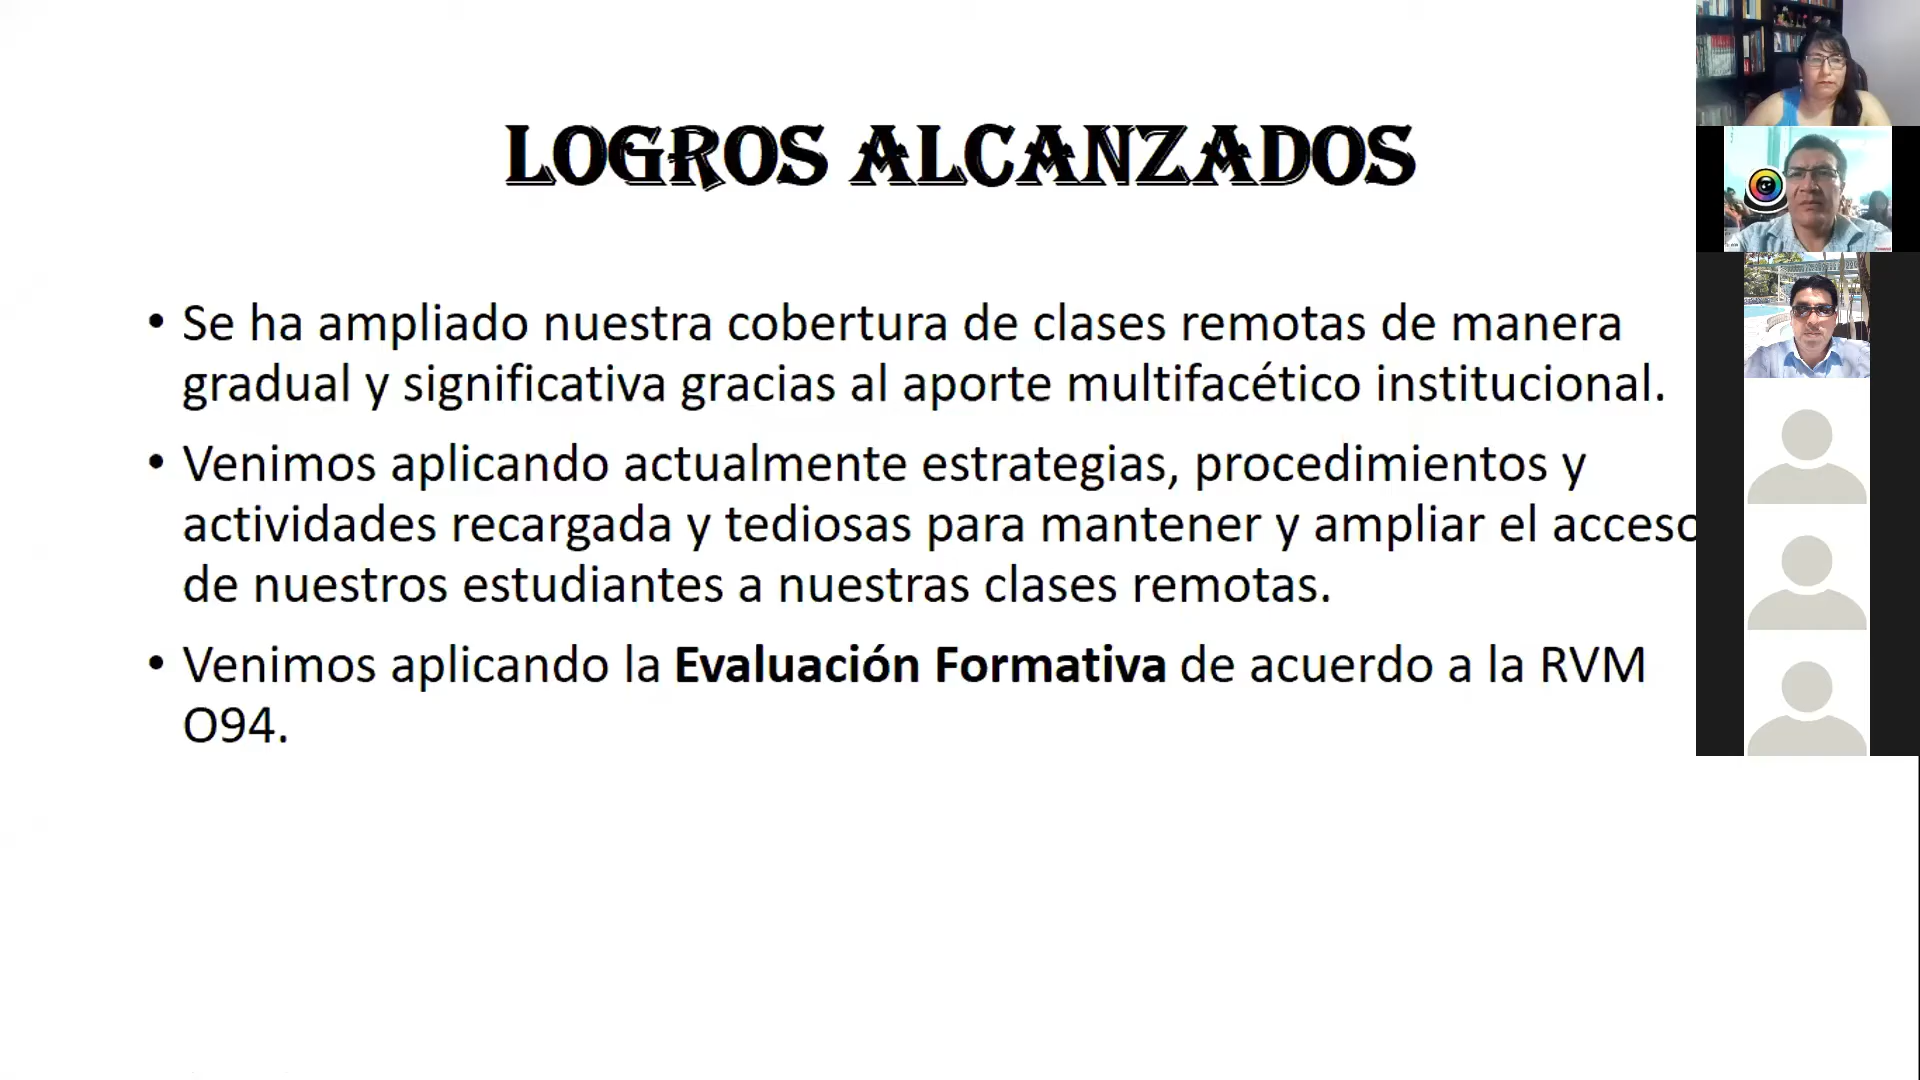 LOGROS ALCANZADOS
• Se ha ampliado nuestra cobertura de clases remotas de manera
gradual y significativa gracias al aporte multifacético institucional.
• Venimos aplicando actualmente estrategias, procedimientos y
actividades recargada y tediosas para mantener y ampliar el acceso
de nuestros estudiantes a nuestras clases remotas.
• Venimos aplicando la Evaluación Formativa de acuerdo a la RVM
O94.